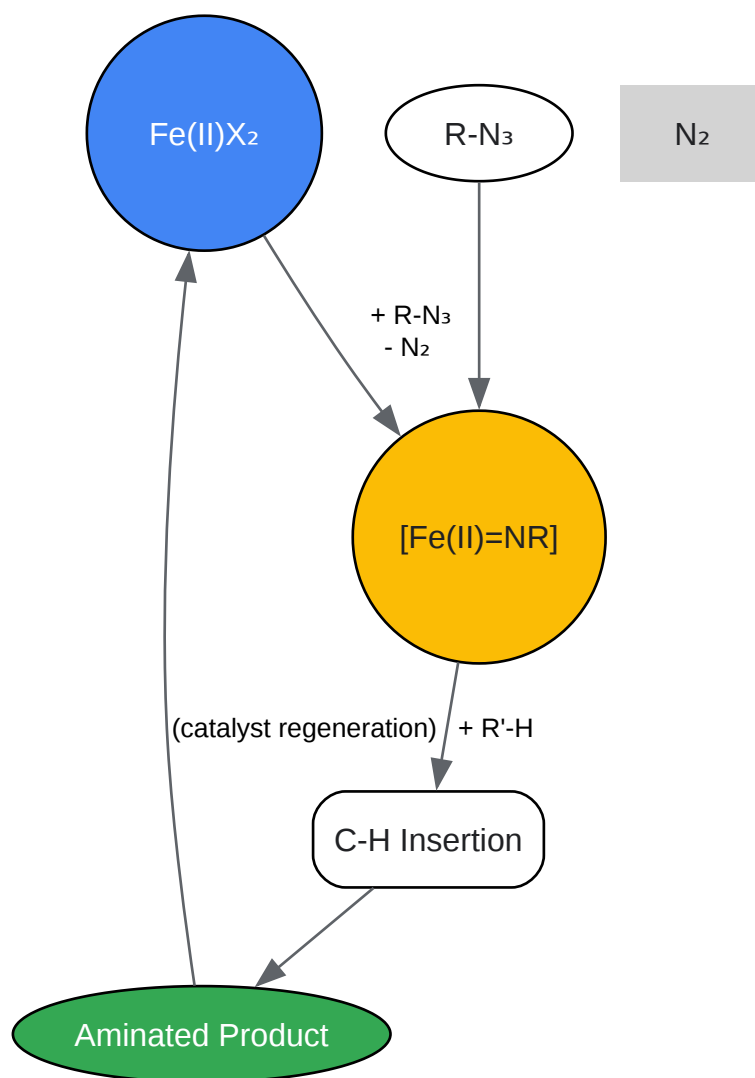 Fe(II)X₂
R-N₃
N₂
+ R-N₃
- N₂
[Fe(II)=NR]
(catalyst regeneration)
+ R'-H
C-H Insertion
Aminated Product